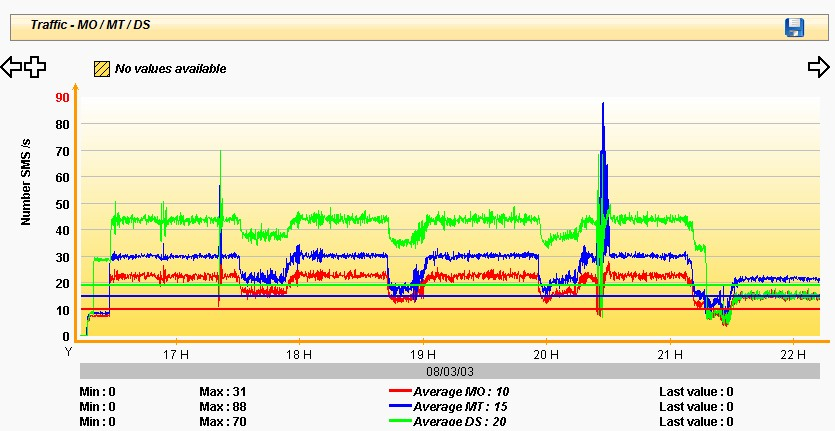 Traffic - MO / MT / DS
No values available
Number SMS /s
90
80
70
60
50
40
30
20
10
0
Y
17 H 18 H 19 H 20 H 21 H 22 H
08/03/03
Min : 0 Max : 31 Average MO : 10 Last value : 0
Min : 0 Max : 88 Average MT : 15 Last value : 0
Min : 0 Max : 70 Average DS : 20 Last value : 0